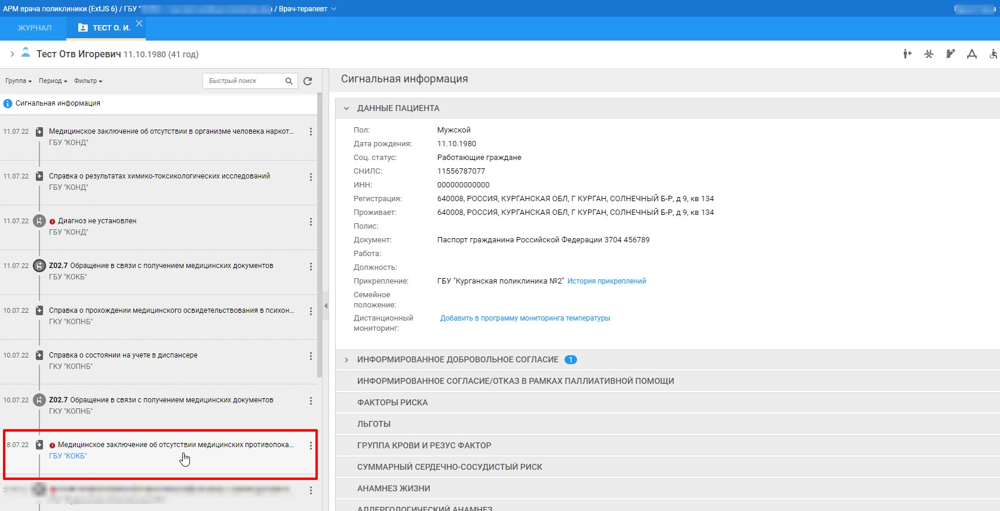 АРМ врача поликлиники (ExtJS 6) / ГБУ " / Врач-терапевт
ЖУРНАЛ
ТЕСТ О. И.
Тест Отв Игоревич 11.10.1980 (41 год)
Группа Период Фильтр Быстрый поиск
Сигнальная информация
11.07.22 Медицинское заключение об отсутствии в организме человека наркот...
ГБУ "КОНД"
11.07.22 Справка о результатах химико-токсикологических исследований
ГБУ "КОНД"
11.07.22 Диагноз не установлен
ГБУ "КОНД"
11.07.22 Z02.7 Обращение в связи с получением медицинских документов
ГБУ "КОКБ"
10.07.22 Справка о прохождении медицинского освидетельствования в психон...
ГКУ "КОПНБ"
10.07.22 Справка о состоянии на учете в диспансере
ГКУ "КОПНБ"
10.07.22 Z02.7 Обращение в связи с получением медицинских документов
ГКУ "КОПНБ"
8.07.22 Медицинское заключение об отсутствии медицинских противопока...
ГБУ "КОКБ"
Сигнальная информация
ДАННЫЕ ПАЦИЕНТА
Пол: Мужской
Дата рождения: 11.10.1980
Соц. статус: Работающие граждане
СНИЛС: 11556787077
ИНН: 000000000000
Регистрация: 640008, РОССИЯ, КУРГАНСКАЯ ОБЛ, Г КУРГАН, СОЛНЕЧНЫЙ Б-Р, д 9, кв 134
Проживает: 640008, РОССИЯ, КУРГАНСКАЯ ОБЛ, Г КУРГАН, СОЛНЕЧНЫЙ Б-Р, д 9, кв 134
Полис:
Документ: Паспорт гражданина Российской Федерации 3704 456789
Работа:
Должность:
Прикрепление: ГБУ "Курганская поликлиника №2" История прикреплений
Семейное
положение:
Дистанционный Добавить в программу мониторинга температуры
мониторинг:
ИНФОРМИРОВАННОЕ ДОБРОВОЛЬНОЕ СОГЛАСИЕ 1
ИНФОРМИРОВАННОЕ СОГЛАСИЕ/ОТКАЗ В РАМКАХ ПАЛЛИАТИВНОЙ ПОМОЩИ
ФАКТОРЫ РИСКА
ЛЬГОТЫ
ГРУППА КРОВИ И РЕЗУС ФАКТОР
СУММАРНЫЙ СЕРДЕЧНО-СОСУДИСТЫЙ РИСК
АНАМНЕЗ ЖИЗНИ
АЛЛЕРГОЛОГИЧЕСКИЙ АНАМНЕЗ